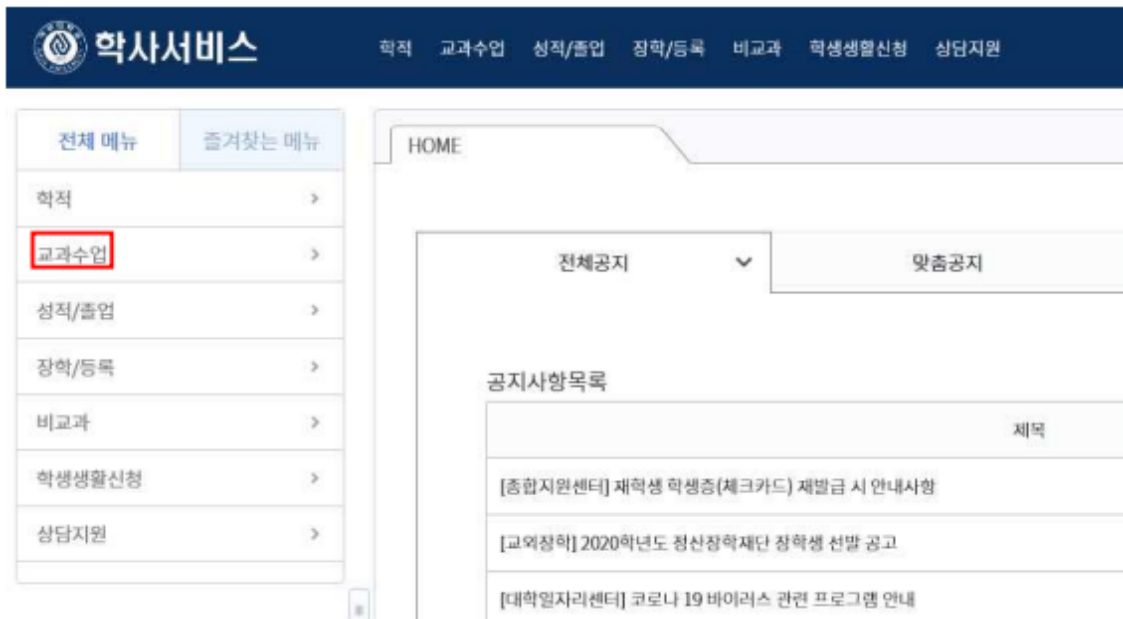 학사서비스
학적 교과수업 성적/졸업 장학/등록 비교과 학생생활신청 상담지원
전체 메뉴 즐겨찾는 메뉴
학적
교과수업
성적/졸업
장학/등록
비교과
학생생활신청
상담지원
HOME
전체공지 맞춤공지
공지사항목록
제목
[종합지원센터] 재학생 학생증(체크카드) 재발급 시 안내사항
[교외장학] 2020학년도 정산장학재단 장학생 선발 공고
[대학일자리센터] 코로나 19 바이러스 관련 프로그램 안내